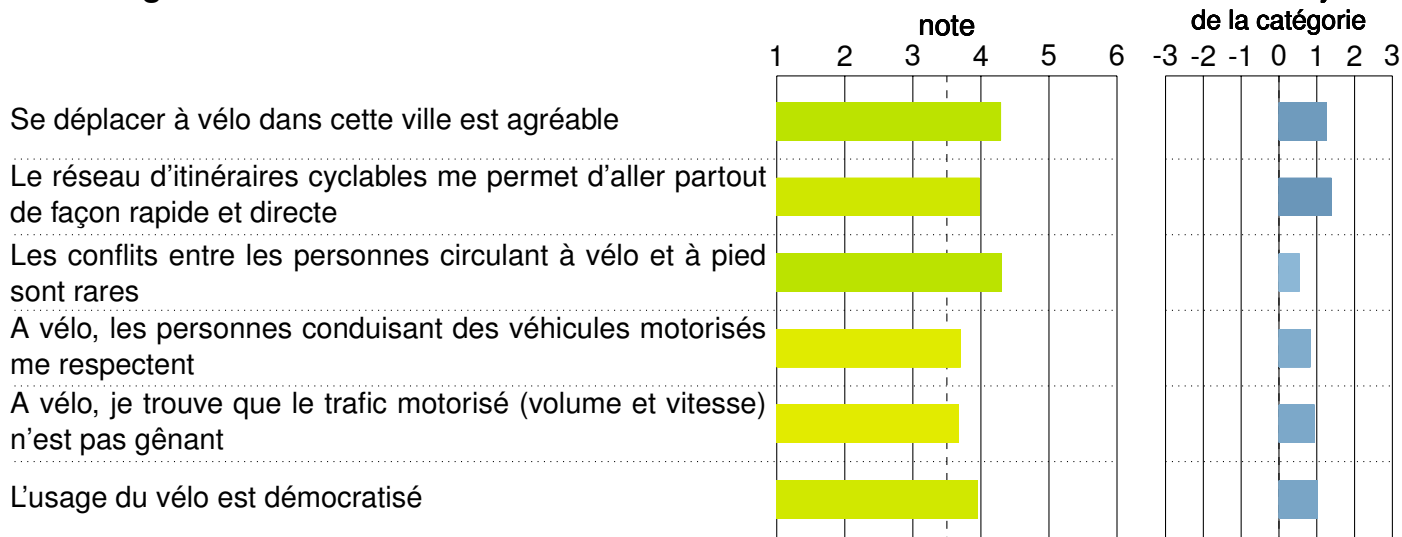 note
de la catégorie
1 2 3 4 5 6
-3 -2 -1 0 1 2 3
Se déplacer à vélo dans cette ville est agréable
Le réseau d'itinéraires cyclables me permet d'aller partout
de façon rapide et directe
Les conflits entre les personnes circulant à vélo et à pied
sont rares
A vélo, les personnes conduisant des véhicules motorisés
me respectent
A vélo, je trouve que le trafic motorisé (volume et vitesse)
n'est pas gênant
L'usage du vélo est démocratisé